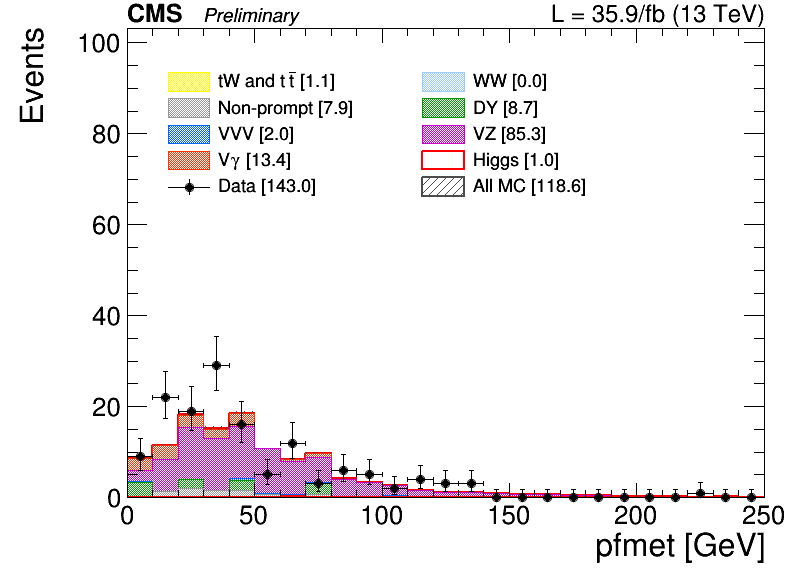 CMS Preliminary L = 35.9/fb (13 TeV)
Events
100
80
60
40
20
0
tW and t t̅ [1.1]
Non-prompt [7.9]
VVV [2.0]
Vγ [13.4]
Data [143.0]
WW [0.0]
DY [8.7]
VZ [85.3]
Higgs [1.0]
All MC [118.6]
0 50 100 150 200 250
pfmet [GeV]